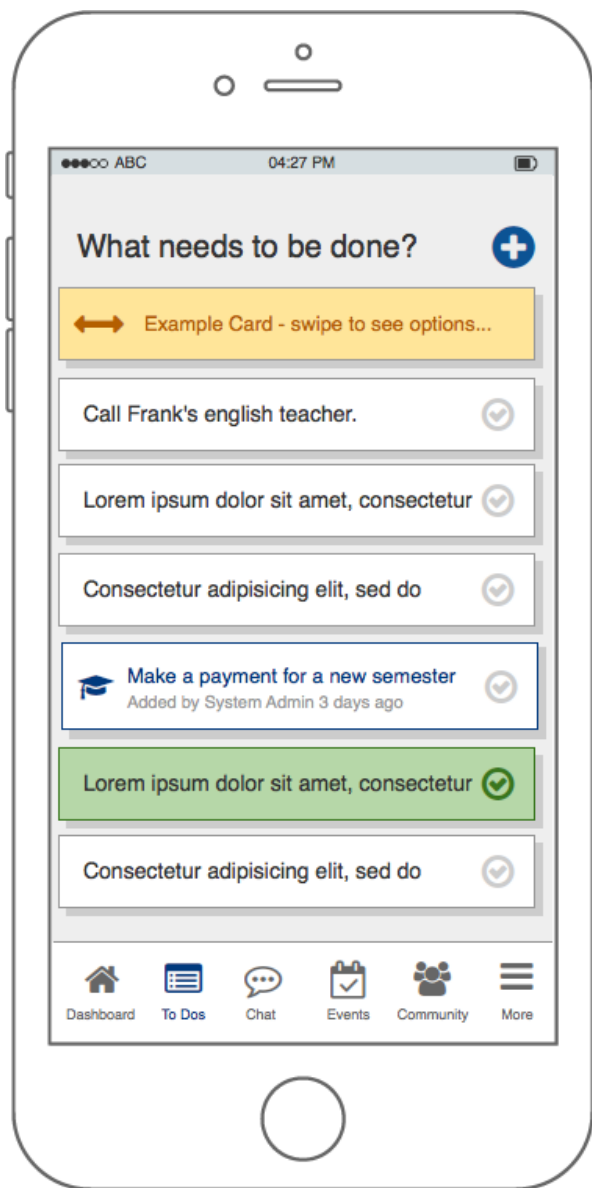 ABC 04:27 PM
What needs to be done?
Example Card - swipe to see options...
Call Frank's english teacher.
Lorem ipsum dolor sit amet, consectetur
Consectetur adipisicing elit, sed do
Make a payment for a new semester
Added by System Admin 3 days ago
Lorem ipsum dolor sit amet, consectetur
Consectetur adipisicing elit, sed do
Dashboard To Dos Chat Events Community More